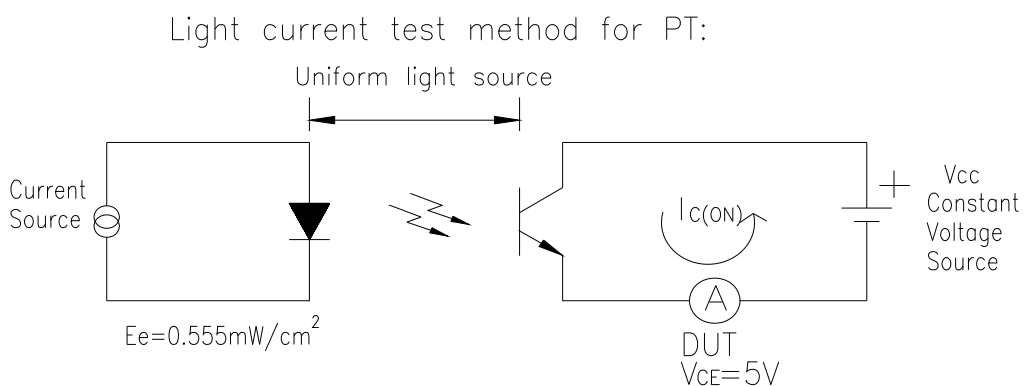 Light current test method for PT:
Uniform light source
Current
Source
IC(ON)
+
Vcc
Constant
Voltage
Source
A
Ee=0.555mW/cm²
DUT
VCE=5V